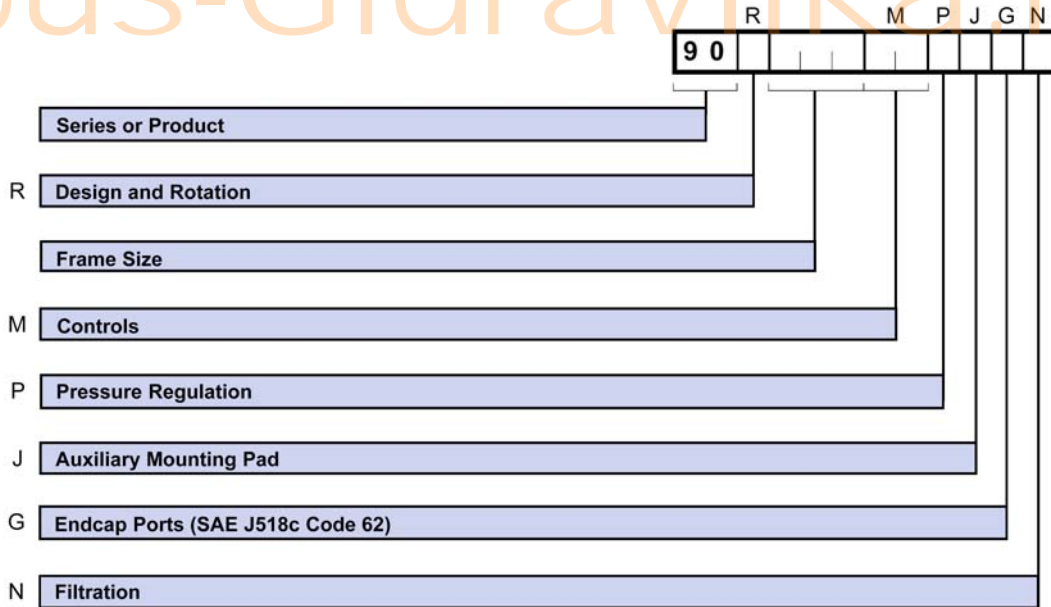 R M P J G N
9 0
Series or Product
R Design and Rotation
Frame Size
M Controls
P Pressure Regulation
J Auxiliary Mounting Pad
G Endcap Ports (SAE J518c Code 62)
N Filtration